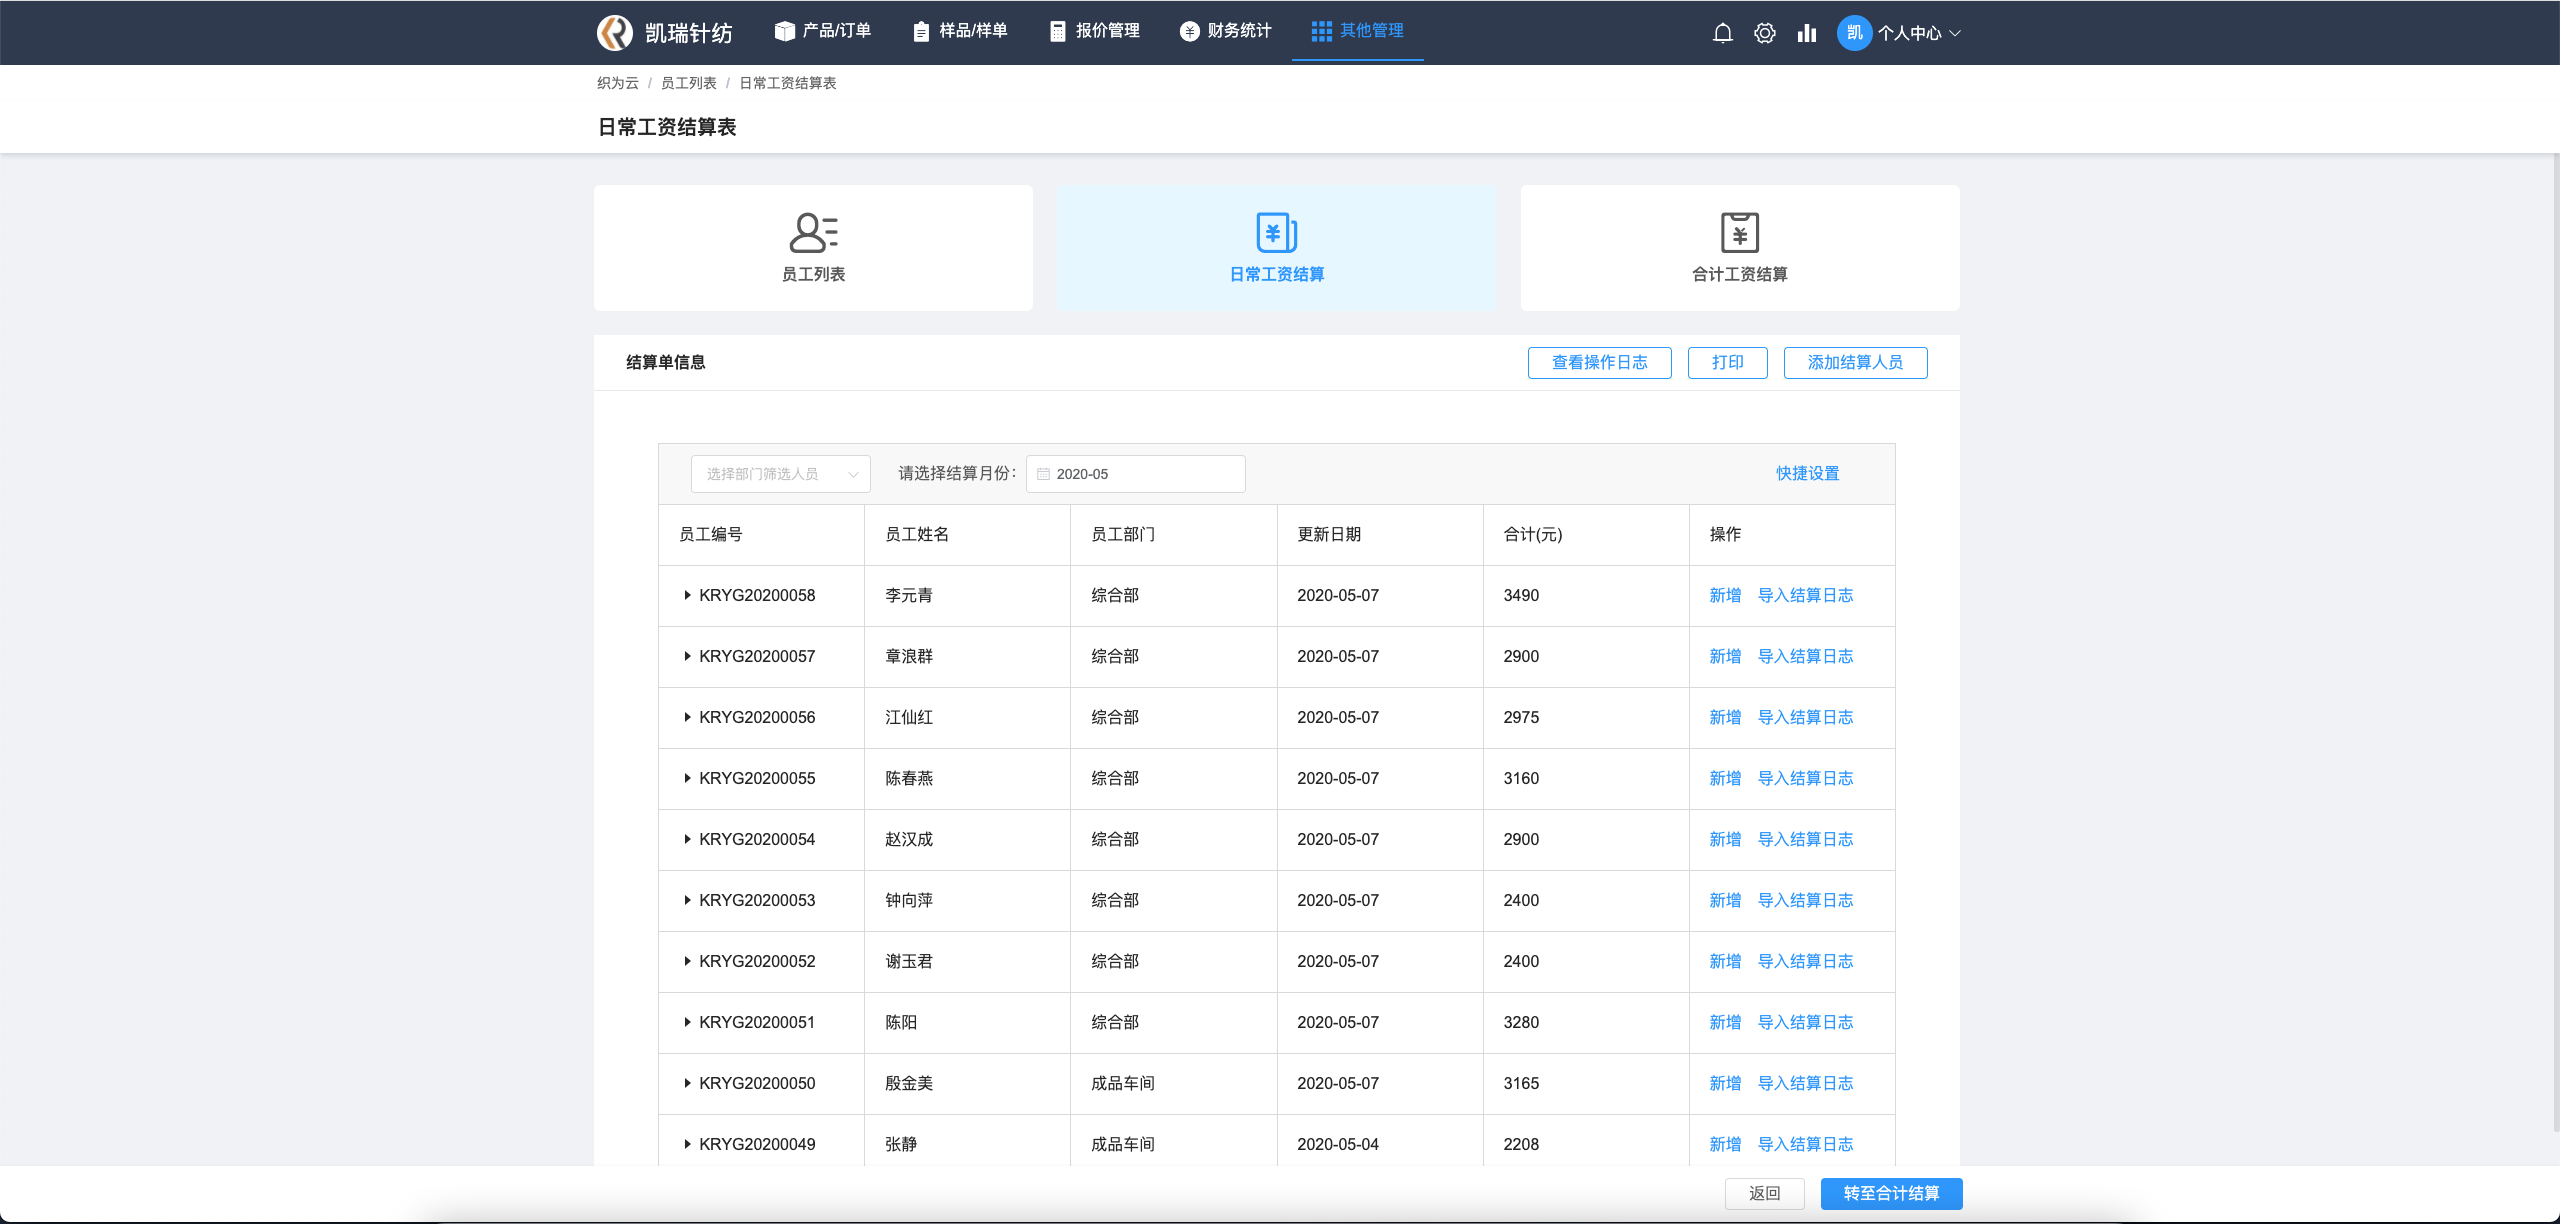 凯瑞针纺 产品/订单 样品/样单 报价管理 财务统计 其他管理 凯 个人中心
织为云 / 员工列表 / 日常工资结算表
日常工资结算表
员工列表 日常工资结算 合计工资结算
结算单信息 查看操作日志 打印 添加结算人员
选择部门筛选人员 请选择结算月份： 2020-05 快捷设置
员工编号 员工姓名 员工部门 更新日期 合计(元) 操作
KRYG20200058 李元青 综合部 2020-05-07 3490 新增 导入结算日志
KRYG20200057 章浪群 综合部 2020-05-07 2900 新增 导入结算日志
KRYG20200056 江仙红 综合部 2020-05-07 2975 新增 导入结算日志
KRYG20200055 陈春燕 综合部 2020-05-07 3160 新增 导入结算日志
KRYG20200054 赵汉成 综合部 2020-05-07 2900 新增 导入结算日志
KRYG20200053 钟向萍 综合部 2020-05-07 2400 新增 导入结算日志
KRYG20200052 谢玉君 综合部 2020-05-07 2400 新增 导入结算日志
KRYG20200051 陈阳 综合部 2020-05-07 3280 新增 导入结算日志
KRYG20200050 殷金美 成品车间 2020-05-07 3165 新增 导入结算日志
KRYG20200049 张静 成品车间 2020-05-04 2208 新增 导入结算日志
返回 转至合计结算